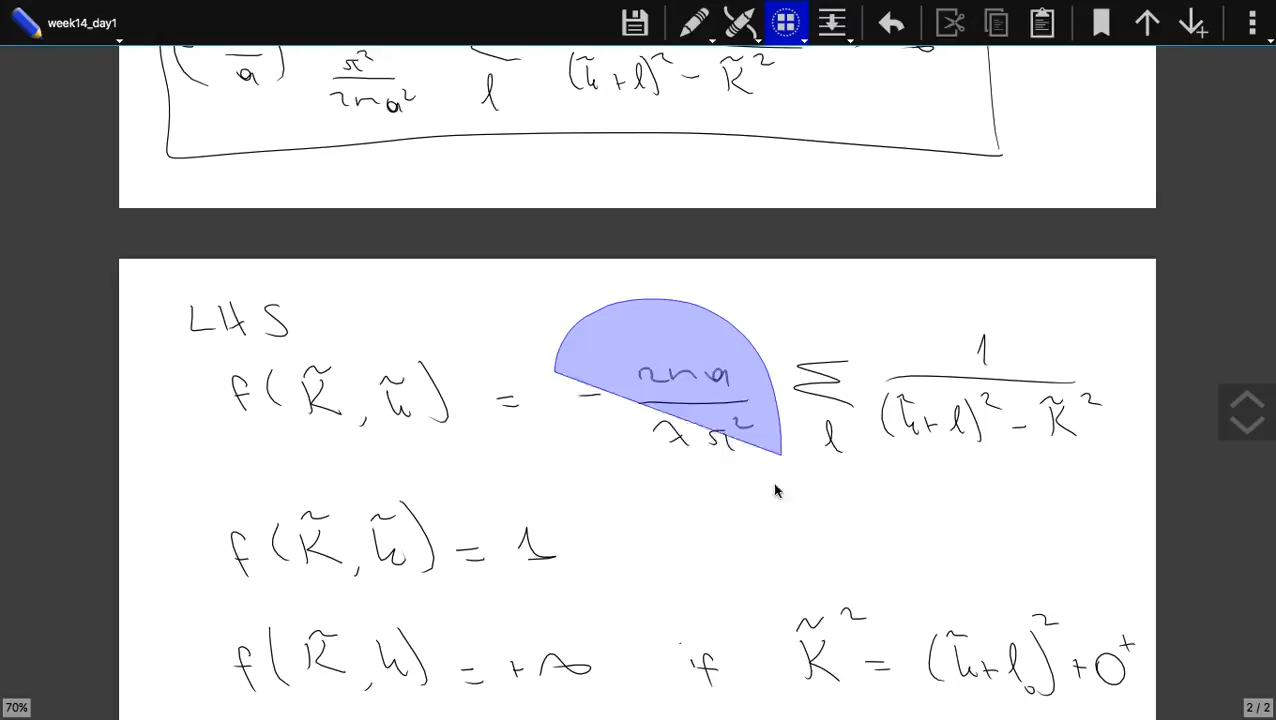 week14_day1
(   / a)   π² / 2ma²   Σ_l   / (k̃+l)² - K̃²
LHS
f(K̃, k̃) = - 2ma / λπ² Σ_l 1 / (k̃+l)² - K̃²
f(K̃, k̃) = 1
f(K̃, k) = +∞ if K̃² = (k̃+l₀)² + 0⁺
70%
2 / 2